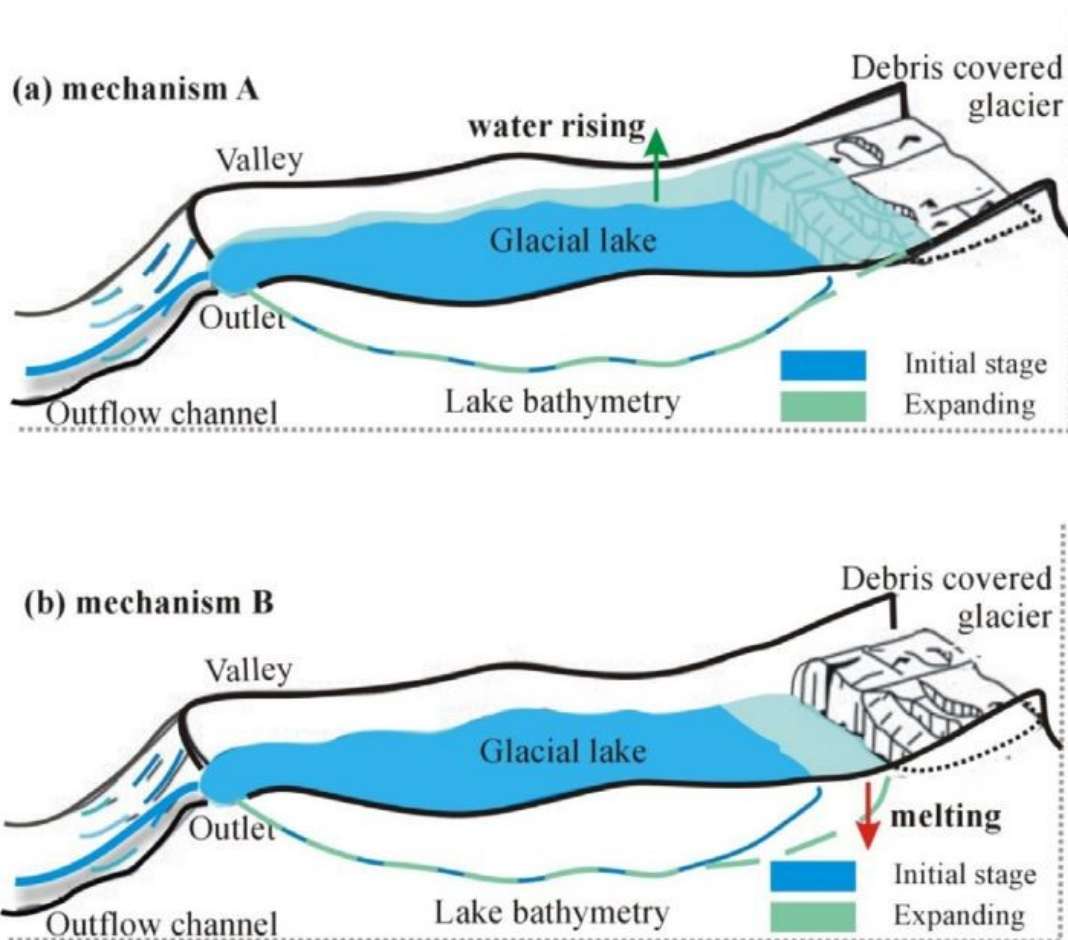 (a) mechanism A
Debris covered
glacier
water rising
Valley
Glacial lake
Outlet
Initial stage
Lake bathymetry
Expanding
Outflow channel
(b) mechanism B
Debris covered
glacier
Valley
Glacial lake
Outlet
melting
Initial stage
Lake bathymetry
Expanding
Outflow channel